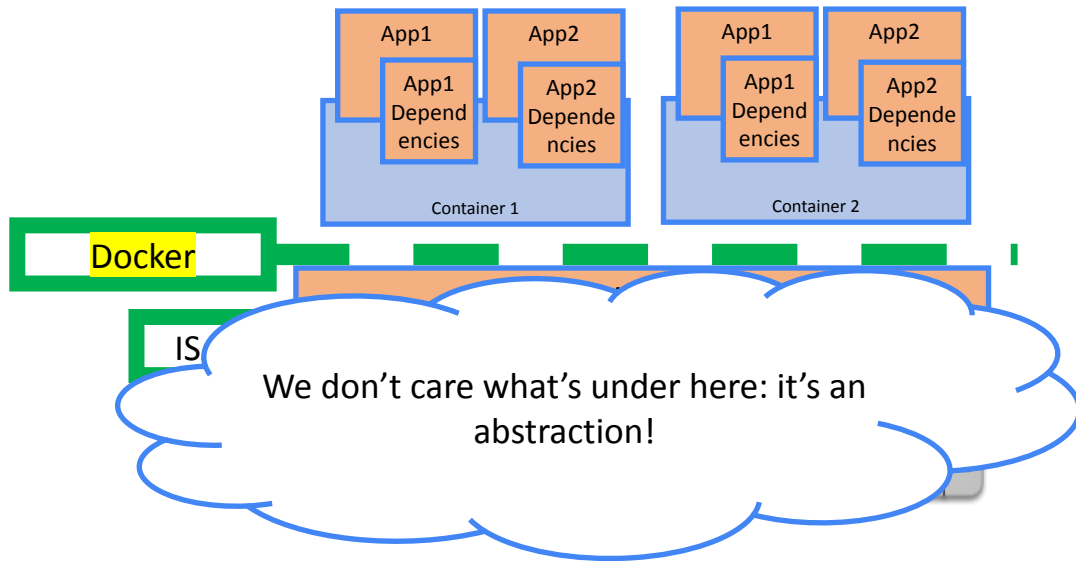 App1
App2
App1
Depend
encies
App2
Depende
ncies
Container 1
App1
App2
App1
Depend
encies
App2
Depende
ncies
Container 2
Docker
IS
We don’t care what’s under here: it’s an
abstraction!